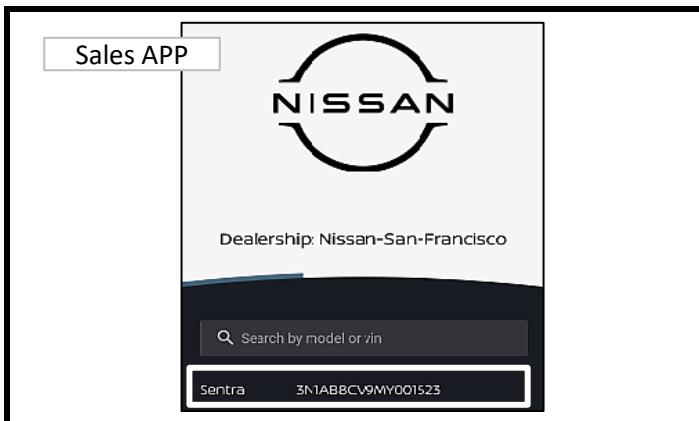 Sales APP
NISSAN
Dealership: Nissan-San-Francisco
Search by model or vin
Sentra 3N1AB8CV9MY001523